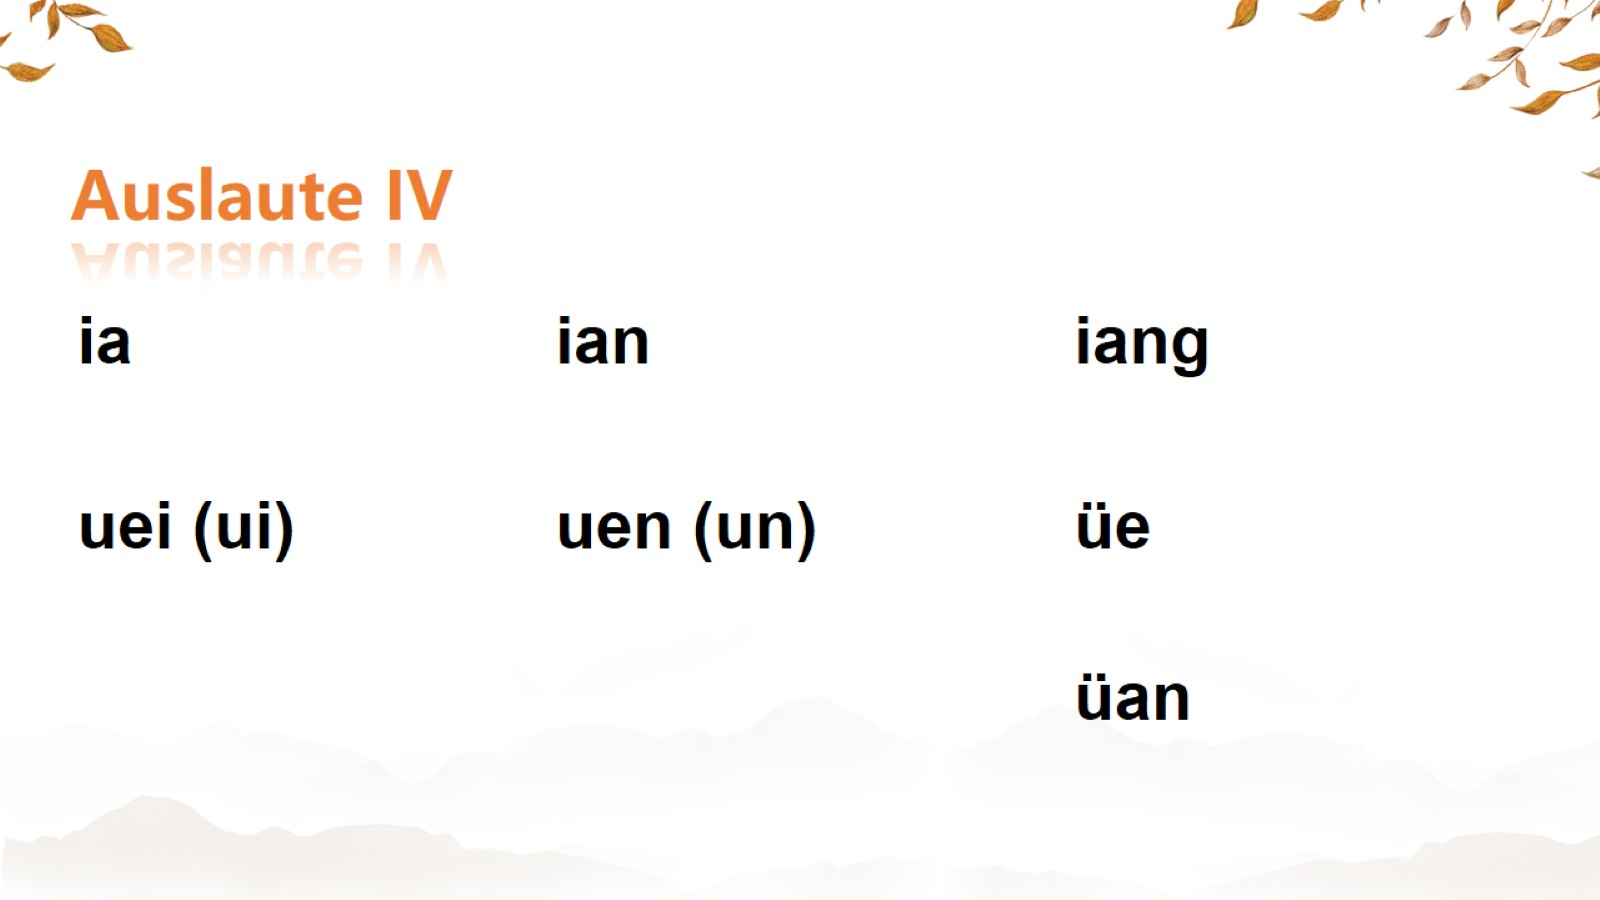 Auslaute IV
ia ian iang
uei (ui) uen (un) üe
üan